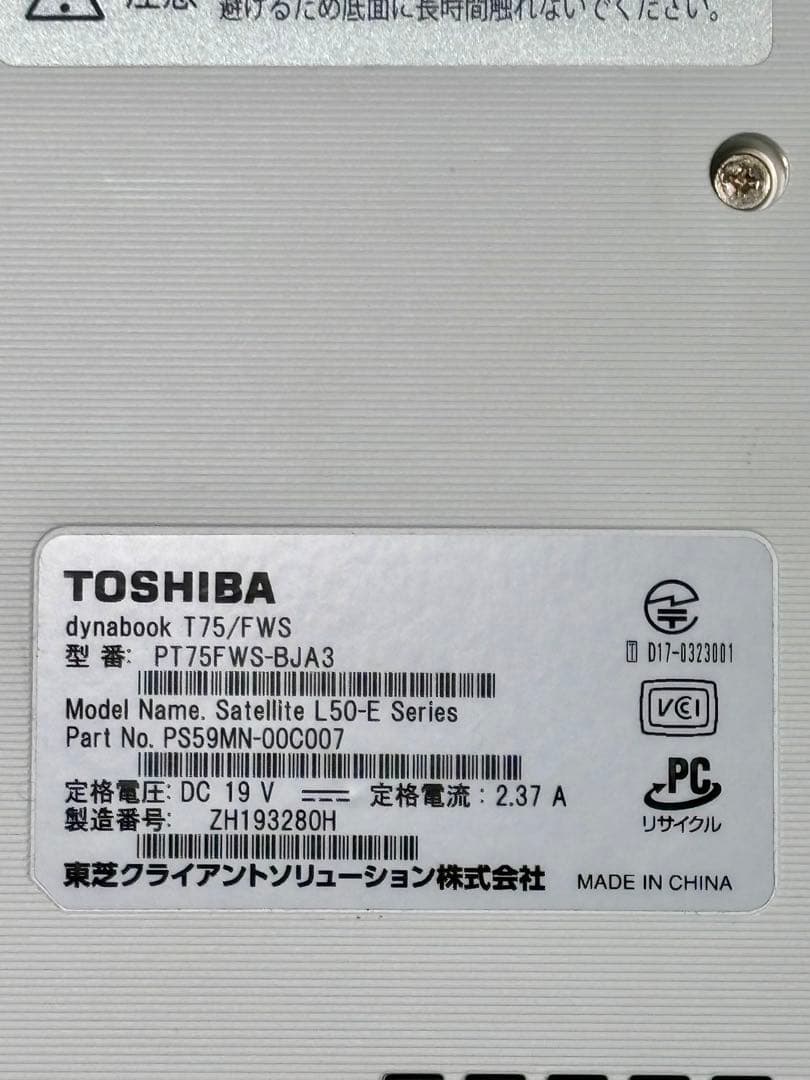 避けるため底面に長時間触れないでください。
TOSHIBA
dynabook T75/FWS
型 番: PT75FWS-BJA3
Model Name. Satellite L50-E Series
Part No. PS59MN-00C007
定格電圧: DC 19 V 定格電流 : 2.37 A
製造番号: ZH193280H
東芝クライアントソリューション株式会社
MADE IN CHINA
T D17-0323001
VCI
PC
リサイクル